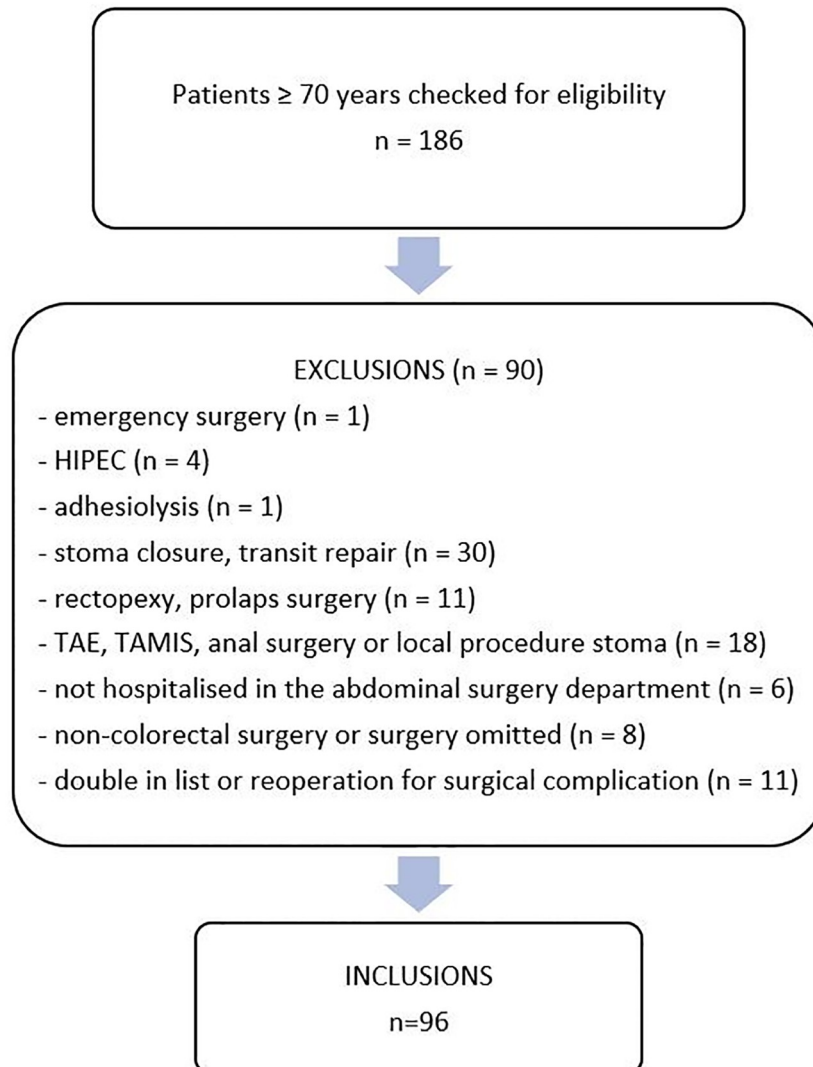 Patients ≥ 70 years checked for eligibility
n = 186
EXCLUSIONS (n = 90)
- emergency surgery (n = 1)
- HIPEC (n = 4)
- adhesiolysis (n = 1)
- stoma closure, transit repair (n = 30)
- rectopexy, prolaps surgery (n = 11)
- TAE, TAMIS, anal surgery or local procedure stoma (n = 18)
- not hospitalised in the abdominal surgery department (n = 6)
- non-colorectal surgery or surgery omitted (n = 8)
- double in list or reoperation for surgical complication (n = 11)
INCLUSIONS
n=96